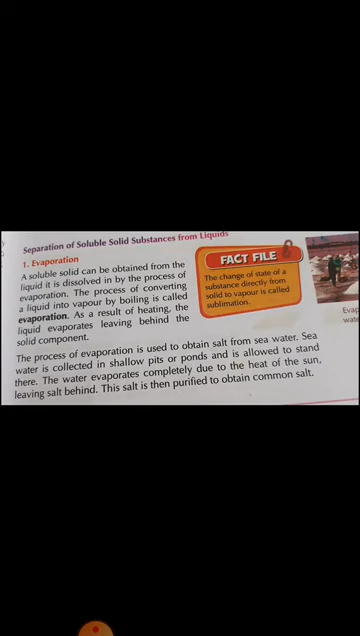 Separation of Soluble Solid Substances from Liquids
1. Evaporation
A soluble solid can be obtained from the
liquid it is dissolved in by the process of
evaporation. The process of converting
a liquid into vapour by boiling is called
evaporation. As a result of heating, the
liquid evaporates leaving behind the
solid component.
FACT FILE
The change of state of a
substance directly from
solid to vapour is called
sublimation.
Evap
wate
The process of evaporation is used to obtain salt from sea water. Sea
water is collected in shallow pits or ponds and is allowed to stand
there. The water evaporates completely due to the heat of the sun,
leaving salt behind. This salt is then purified to obtain common salt.